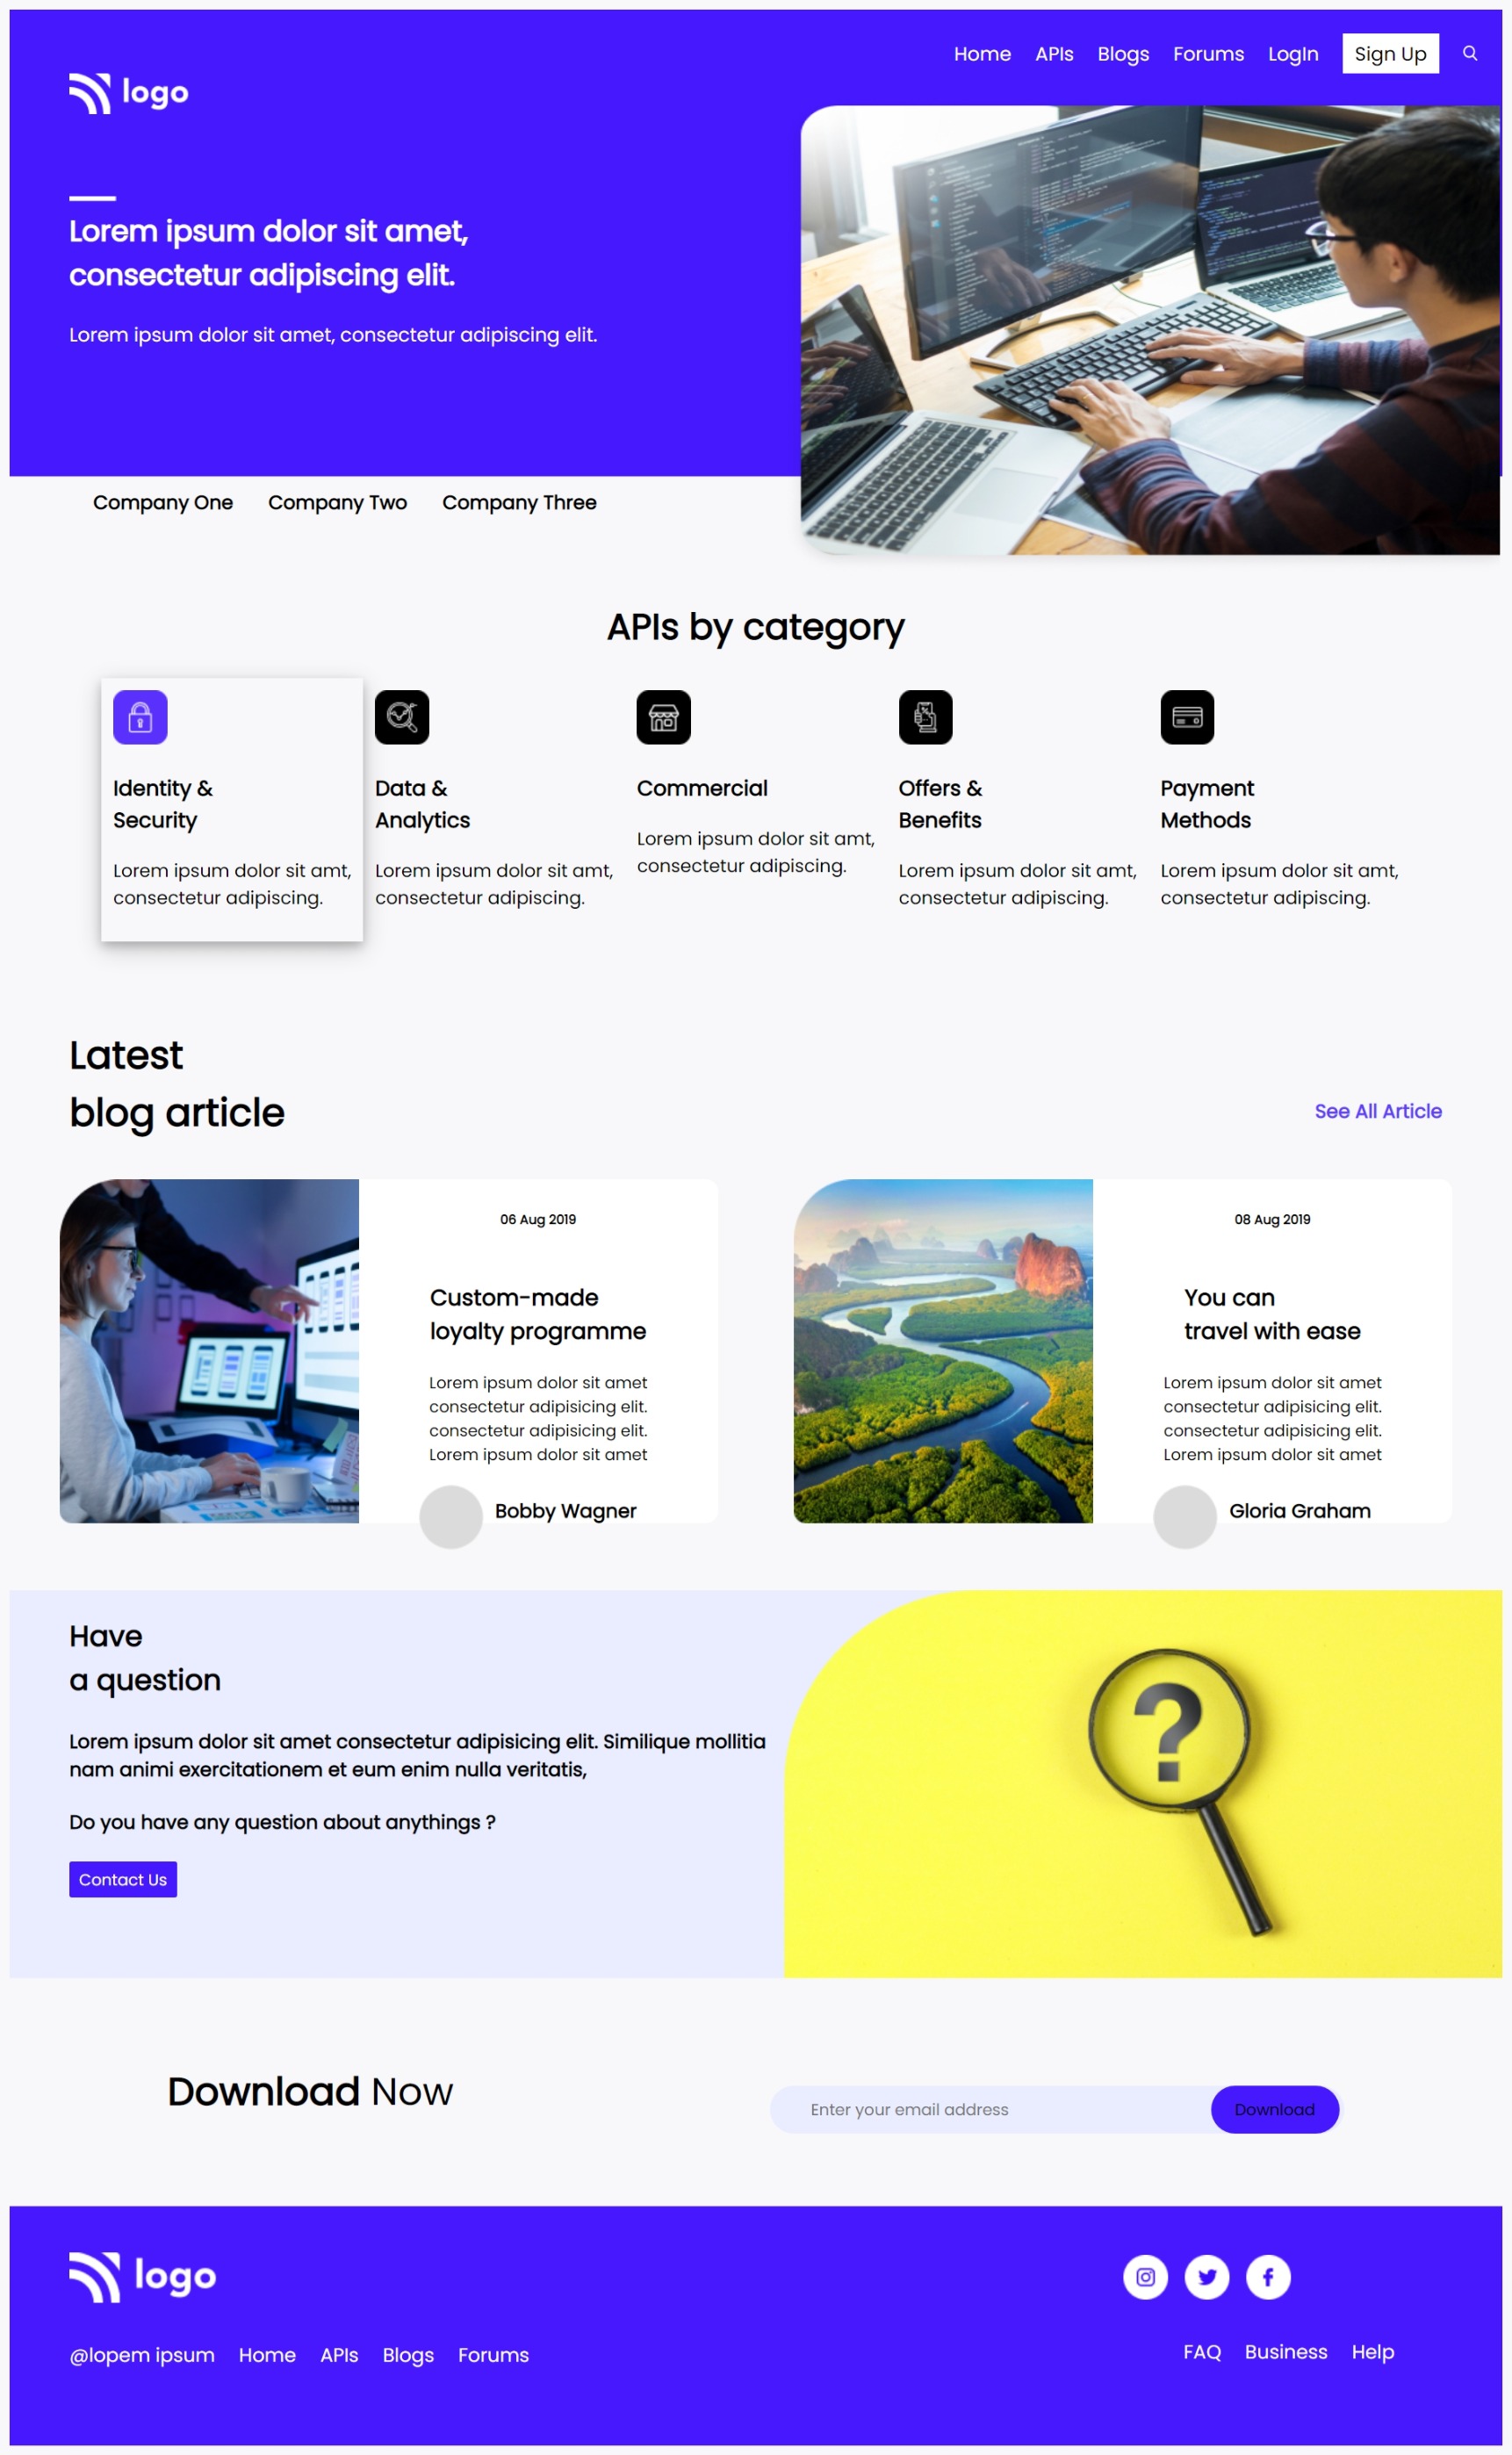 Home APIs Blogs Forums LogIn Sign Up
logo
Lorem ipsum dolor sit amet,
consectetur adipiscing elit.
Lorem ipsum dolor sit amet, consectetur adipiscing elit.
Company One Company Two Company Three
APIs by category
Identity &
Security
Lorem ipsum dolor sit amt,
consectetur adipiscing.
Data &
Analytics
Lorem ipsum dolor sit amt,
consectetur adipiscing.
Commercial
Lorem ipsum dolor sit amt,
consectetur adipiscing.
Offers &
Benefits
Lorem ipsum dolor sit amt,
consectetur adipiscing.
Payment
Methods
Lorem ipsum dolor sit amt,
consectetur adipiscing.
Latest
blog article
See All Article
06 Aug 2019
Custom-made
loyalty programme
Lorem ipsum dolor sit amet
consectetur adipisicing elit.
consectetur adipisicing elit.
Lorem ipsum dolor sit amet
Bobby Wagner
08 Aug 2019
You can
travel with ease
Lorem ipsum dolor sit amet
consectetur adipisicing elit.
consectetur adipisicing elit.
Lorem ipsum dolor sit amet
Gloria Graham
Have
a question
Lorem ipsum dolor sit amet consectetur adipisicing elit. Similique mollitia
nam animi exercitationem et eum enim nulla veritatis,
Do you have any question about anythings ?
Contact Us
?
Download Now
Enter your email address
Download
logo
@lopem ipsum Home APIs Blogs Forums
FAQ Business Help